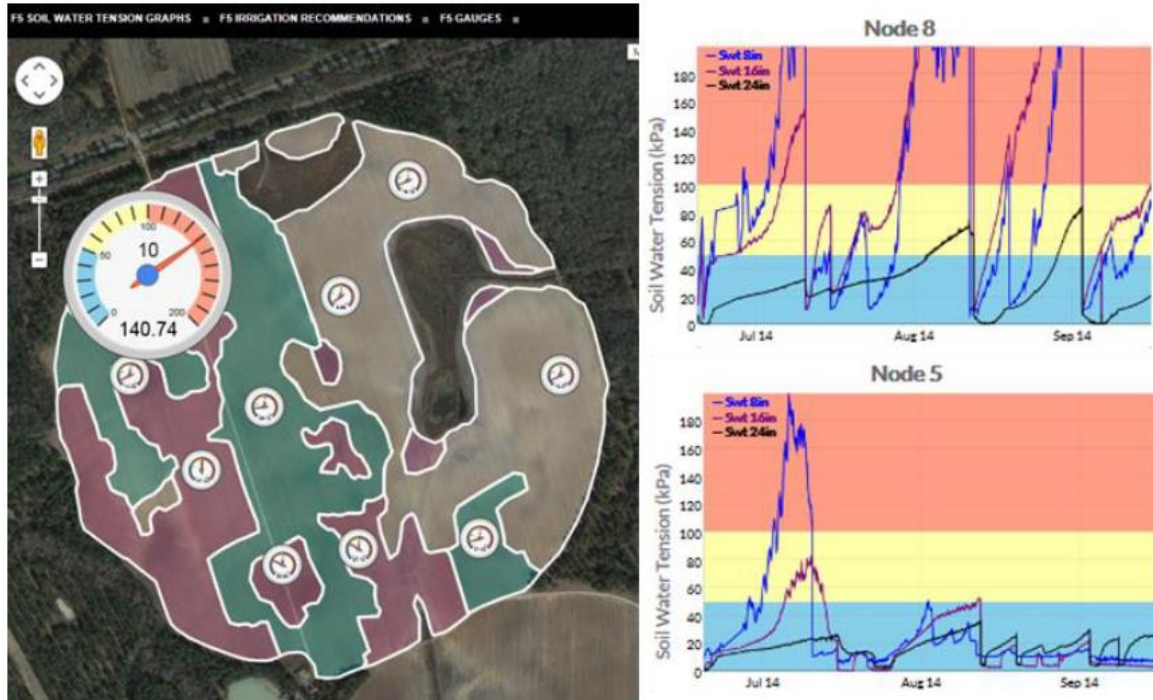 F5 SOIL WATER TENSION GRAPHS ■ F5 IRRIGATION RECOMMENDATIONS ■ F5 GAUGES ■
M
+
−
50
100
10
0
200
140.74
Node 8
Swt 8in
Swt 16in
Swt 24in
Soil Water Tension (kPa)
180
160
140
120
100
80
60
40
20
0
Jul 14
Aug 14
Sep 14
Node 5
Swt 8in
Swt 16in
Swt 24in
Soil Water Tension (kPa)
180
160
140
120
100
80
60
40
20
0
Jul 14
Aug 14
Sep 14